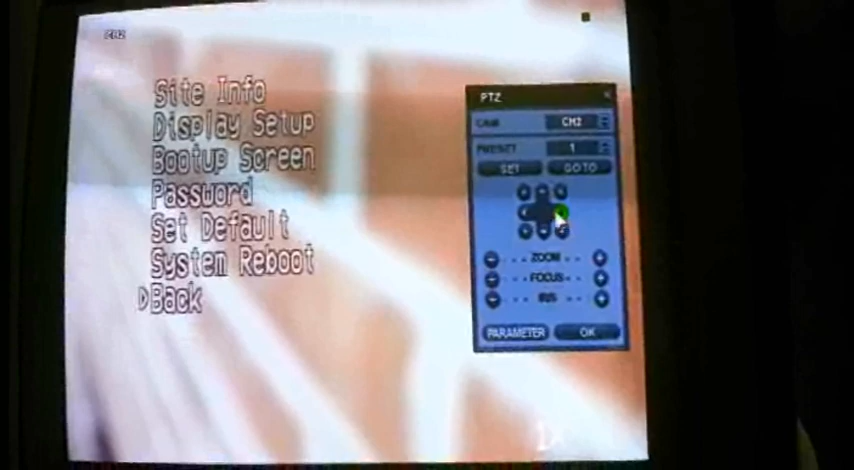 CH2
Site Info
Display Setup
Bootup Screen
Password
Set Default
System Reboot
Back
PTZ
CAM CH2
PRESET 1
SET GOTO
ZOOM
FOCUS
IRIS
PARAMETER OK